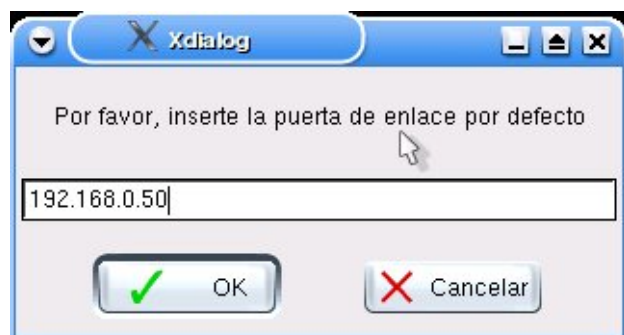 Xdialog
Por favor, inserte la puerta de enlace por defecto
192.168.0.50
OK
Cancelar